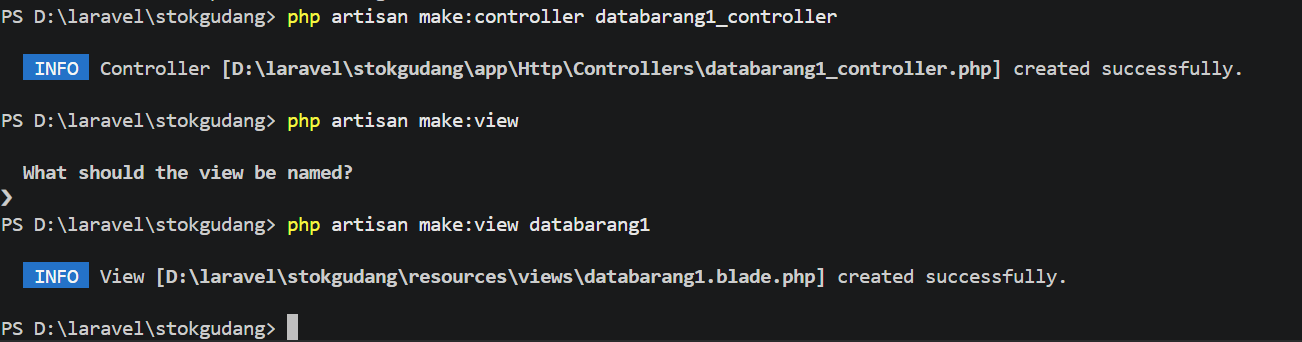 PS D:\laravel\stokgudang> php artisan make:controller databarang1_controller
INFO Controller [D:\laravel\stokgudang\app\Http\Controllers\databarang1_controller.php] created successfully.
PS D:\laravel\stokgudang> php artisan make:view
What should the view be named?
❯
PS D:\laravel\stokgudang> php artisan make:view databarang1
INFO View [D:\laravel\stokgudang\resources\views\databarang1.blade.php] created successfully.
PS D:\laravel\stokgudang>